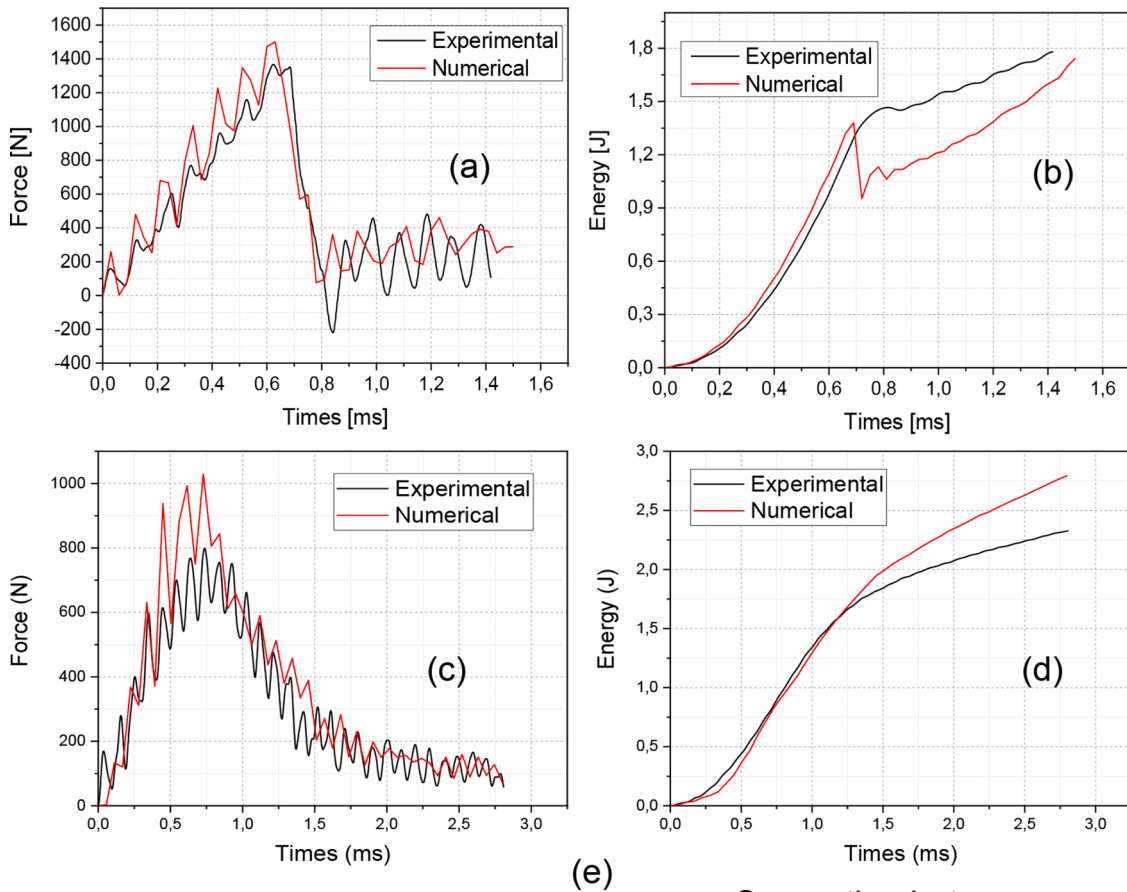 1600
1400
1200
1000
800
600
400
200
0
-200
-400
Force [N]
Experimental
Numerical
(a)
0,0 0,2 0,4 0,6 0,8 1,0 1,2 1,4 1,6
Times [ms]
1,8
1,5
1,2
0,9
0,6
0,3
0,0
Energy [J]
Experimental
Numerical
(b)
0,0 0,2 0,4 0,6 0,8 1,0 1,2 1,4 1,6
Times [ms]
1000
800
600
400
200
0
Force (N)
Experimental
Numerical
(c)
0,0 0,5 1,0 1,5 2,0 2,5 3,0
Times (ms)
3,0
2,5
2,0
1,5
1,0
0,5
0,0
Energy (J)
Experimental
Numerical
(d)
0,0 0,5 1,0 1,5 2,0 2,5 3,0
Times (ms)
(e)